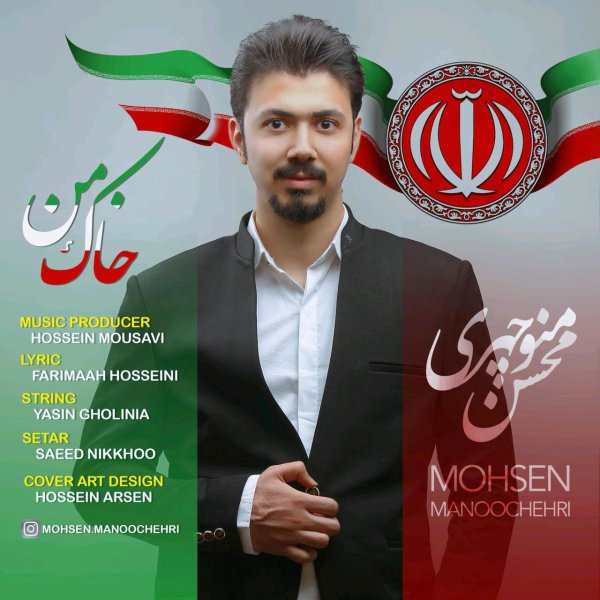 خاک من
MUSIC PRODUCER
HOSSEIN MOUSAVI
LYRIC
FARIMAAH HOSSEINI
STRING
YASIN GHOLINIA
SETAR
SAEED NIKKHOO
COVER ART DESIGN
HOSSEIN ARSEN
MOHSEN.MANOOCHEHRI
محسن منوچهری
MOHSEN
MANOOCHEHRI